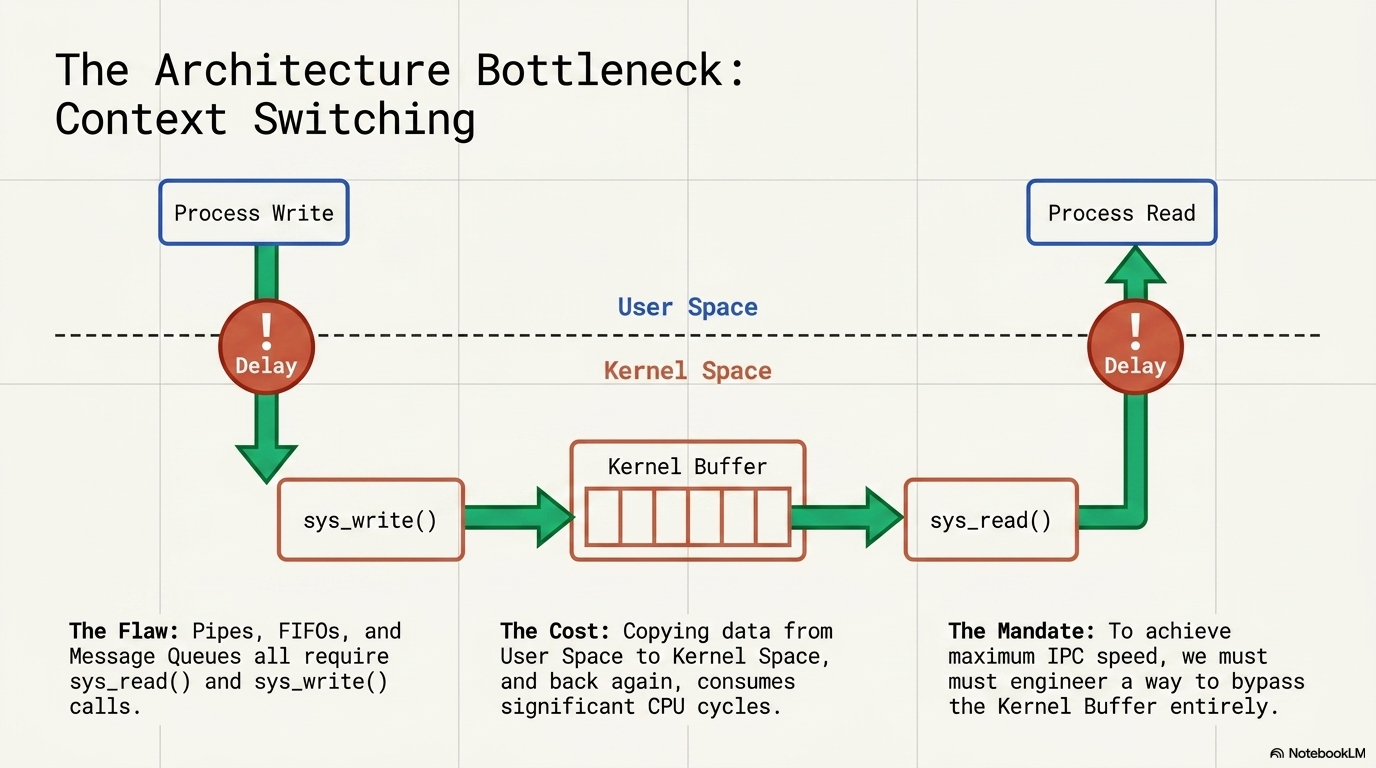 The Architecture Bottleneck:
Context Switching
Process Write
Process Read
User Space
! Delay
! Delay
Kernel Space
Kernel Buffer
sys_write()
sys_read()
The Flaw: Pipes, FIFOs, and
Message Queues all require
sys_read() and sys_write()
calls.
The Cost: Copying data from
User Space to Kernel Space,
and back again, consumes
significant CPU cycles.
The Mandate: To achieve
maximum IPC speed, we must
must engineer a way to bypass
the Kernel Buffer entirely.
NotebookLM